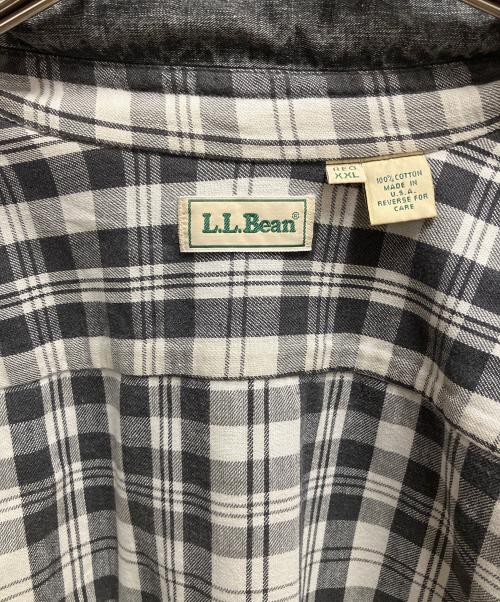 REG
XXL
100% COTTON
MADE IN
U.S.A.
REVERSE FOR
CARE
L.L.Bean®